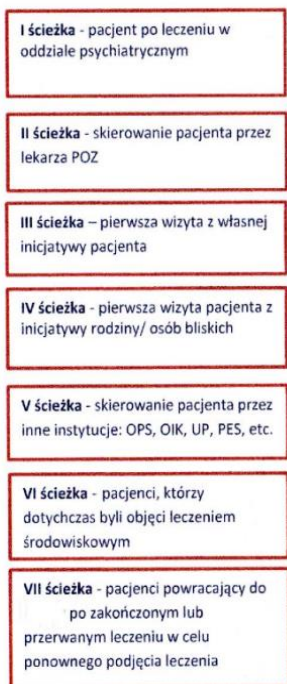 I ścieżka - pacjent po leczeniu w
oddziale psychiatrycznym
II ścieżka - skierowanie pacjenta przez
lekarza POZ
III ścieżka – pierwsza wizyta z własnej
inicjatywy pacjenta
IV ścieżka - pierwsza wizyta pacjenta z
inicjatywy rodziny/ osób bliskich
V ścieżka - skierowanie pacjenta przez
inne instytucje: OPS, OIK, UP, PES, etc.
VI ścieżka - pacjenci, którzy
dotychczas byli objęci leczeniem
środowiskowym
VII ścieżka - pacjenci powracający do
po zakończonym lub
przerwanym leczeniu w celu
ponownego podjęcia leczenia